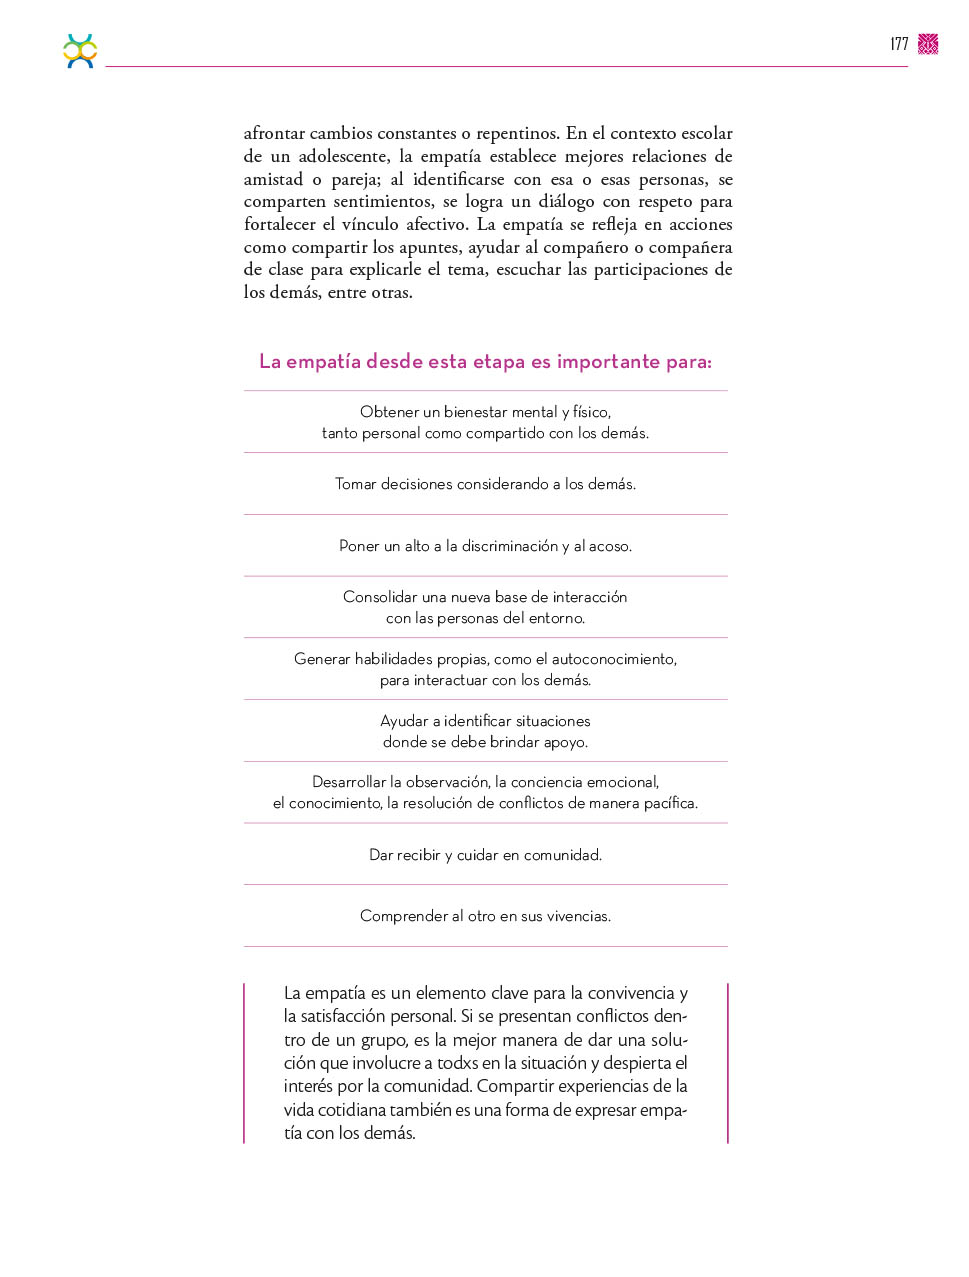 177
afrontar cambios constantes o repentinos. En el contexto escolar
de un adolescente, la empatía establece mejores relaciones de
amistad o pareja; al identificarse con esa o esas personas, se
comparten sentimientos, se logra un diálogo con respeto para
fortalecer el vínculo afectivo. La empatía se refleja en acciones
como compartir los apuntes, ayudar al compañero o compañera
de clase para explicarle el tema, escuchar las participaciones de
los demás, entre otras.
La empatía desde esta etapa es importante para:
Obtener un bienestar mental y físico,
tanto personal como compartido con los demás.
Tomar decisiones considerando a los demás.
Poner un alto a la discriminación y al acoso.
Consolidar una nueva base de interacción
con las personas del entorno.
Generar habilidades propias, como el autoconocimiento,
para interactuar con los demás.
Ayudar a identificar situaciones
donde se debe brindar apoyo.
Desarrollar la observación, la conciencia emocional,
el conocimiento, la resolución de conflictos de manera pacífica.
Dar recibir y cuidar en comunidad.
Comprender al otro en sus vivencias.
La empatía es un elemento clave para la convivencia y
la satisfacción personal. Si se presentan conflictos den-
tro de un grupo, es la mejor manera de dar una solu-
ción que involucre a todxs en la situación y despierta el
interés por la comunidad. Compartir experiencias de la
vida cotidiana también es una forma de expresar empa-
tía con los demás.